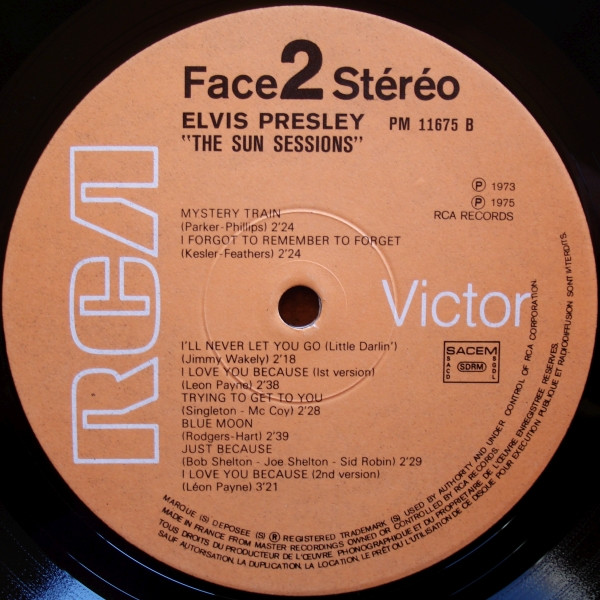 Face 2 Stéréo
ELVIS PRESLEY PM 11675 B
"THE SUN SESSIONS"
Ⓟ 1973
Ⓟ 1975
RCA RECORDS
MYSTERY TRAIN
(Parker-Phillips) 2'24
I FORGOT TO REMEMBER TO FORGET
(Kesler-Feathers) 2'24
RCA
Victor
I'LL NEVER LET YOU GO (Little Darlin')
(Jimmy Wakely) 2'18
I LOVE YOU BECAUSE (Ist version)
(Leon Payne) 2'38
TRYING TO GET TO YOU
(Singleton - Mc Coy) 2'28
BLUE MOON
(Rodgers-Hart) 2'39
JUST BECAUSE
(Bob Shelton - Joe Shelton - Sid Robin) 2'29
I LOVE YOU BECAUSE (2nd version)
(Léon Payne) 3'21
SACEM
SACD
SDRM
SGDL
MARQUE (S) DEPOSEE (S) ® REGISTERED TRADEMARK (S) USED BY AUTHORITY AND UNDER CONTROL OF RCA CORPORATION.
MADE IN FRANCE FROM MASTER RECORDINGS OWNED OR CONTROLLED BY RCA RECORDS.
TOUS DROITS DU PRODUCTEUR DE L'ŒUVRE PHONOGRAPHIQUE ET DU PROPRIETAIRE DE L'ŒUVRE ENREGISTREE RESERVES.
SAUF AUTORISATION, LA DUPLICATION, LA LOCATION, LE PRÊT OU L'UTILISATION DE CE DISQUE POUR EXECUTION PUBLIQUE ET RADIODIFFUSION SONT INTERDITS.